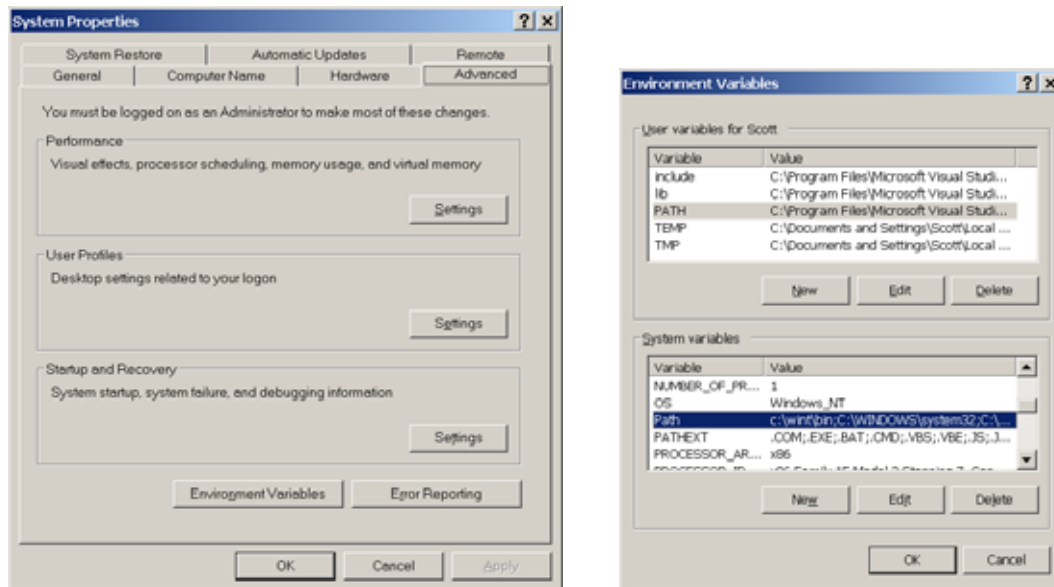 System Properties
System Restore Automatic Updates Remote
General Computer Name Hardware Advanced
You must be logged on as an Administrator to make most of these changes.
Performance
Visual effects, processor scheduling, memory usage, and virtual memory
Settings
User Profiles
Desktop settings related to your logon
Settings
Startup and Recovery
System startup, system failure, and debugging information
Settings
Environment Variables Error Reporting
OK Cancel Apply
Environment Variables
User variables for Scott
Variable Value
include C:\Program Files\Microsoft Visual Studi...
lib C:\Program Files\Microsoft Visual Studi...
PATH C:\Program Files\Microsoft Visual Studi...
TEMP C:\Documents and Settings\Scott\Local ...
TMP C:\Documents and Settings\Scott\Local ...
New Edit Delete
System variables
Variable Value
NUMBER_OF_PR... 1
OS Windows_NT
Path c:\wint\bin;C:\WINDOWS\system32;C:\...
PATHEXT .COM;.EXE;.BAT;.CMD;.VBS;.VBE;.JS;.J...
PROCESSOR_AR... x86
New Edit Delete
OK Cancel